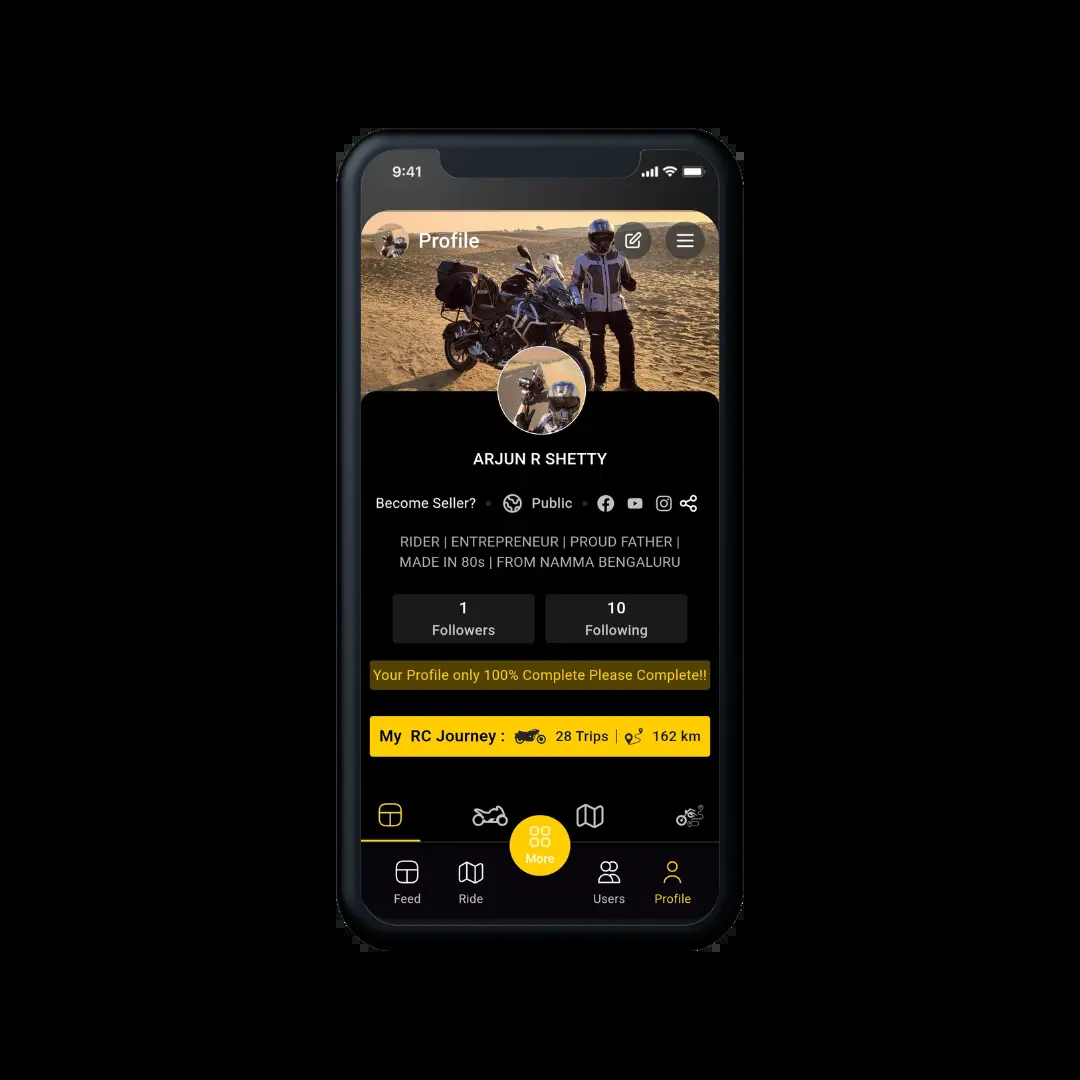 9:41
Profile
ARJUN R SHETTY
Become Seller? • Public •
RIDER | ENTREPRENEUR | PROUD FATHER |
MADE IN 80s | FROM NAMMA BENGALURU
1
Followers
10
Following
Your Profile only 100% Complete Please Complete!!
My RC Journey : 28 Trips | 162 km
More
Feed
Ride
Users
Profile